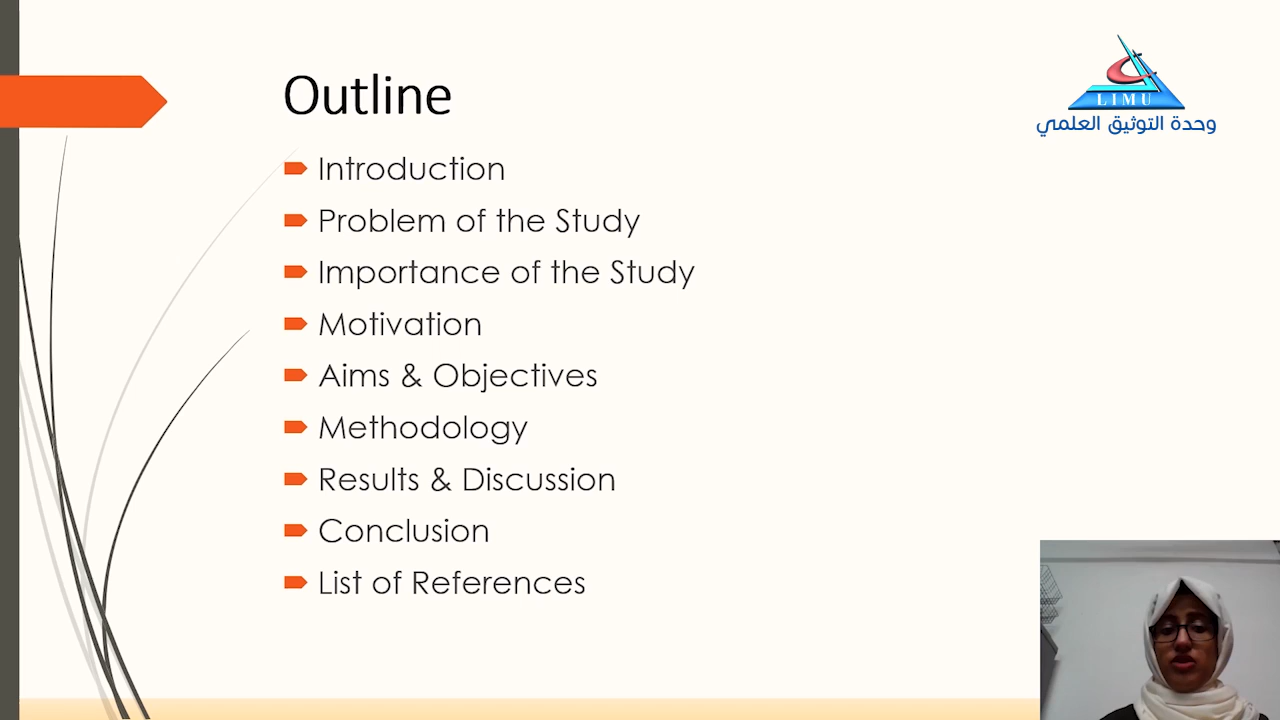 Outline
LIMU
وحدة التوثيق العلمي
Introduction
Problem of the Study
Importance of the Study
Motivation
Aims & Objectives
Methodology
Results & Discussion
Conclusion
List of References